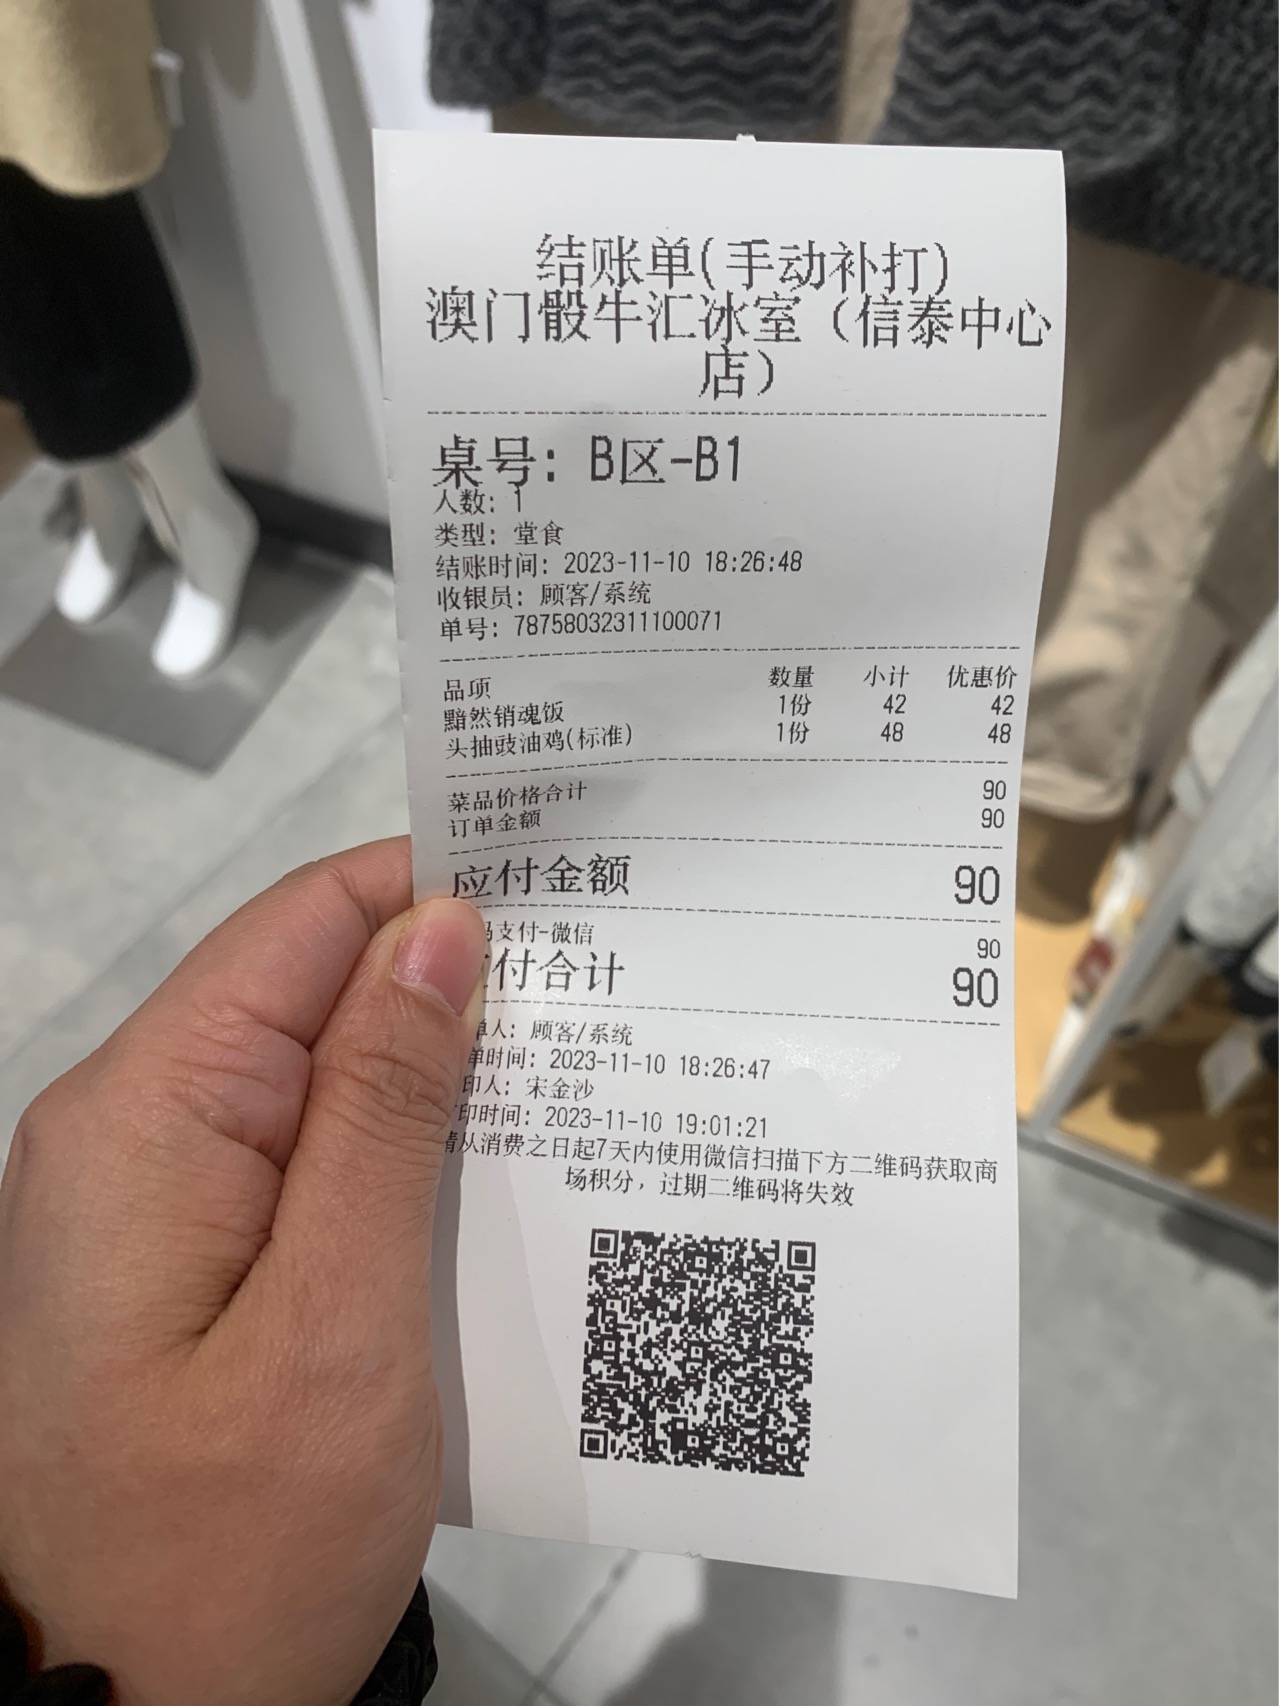 结账单(手动补打)
澳门骰牛汇冰室（信泰中心
店）
桌号: B区-B1
人数: 1
类型: 堂食
结账时间: 2023-11-10 18:26:48
收银员: 顾客/系统
单号: 78758032311100071
品项 数量 小计 优惠价
黯然销魂饭 1份 42 42
头抽豉油鸡(标准) 1份 48 48
菜品价格合计 90
订单金额 90
应付金额 90
码支付-微信 90
付合计 90
单人: 顾客/系统
单时间: 2023-11-10 18:26:47
印人: 宋金沙
印时间: 2023-11-10 19:01:21
请从消费之日起7天内使用微信扫描下方二维码获取商
场积分，过期二维码将失效